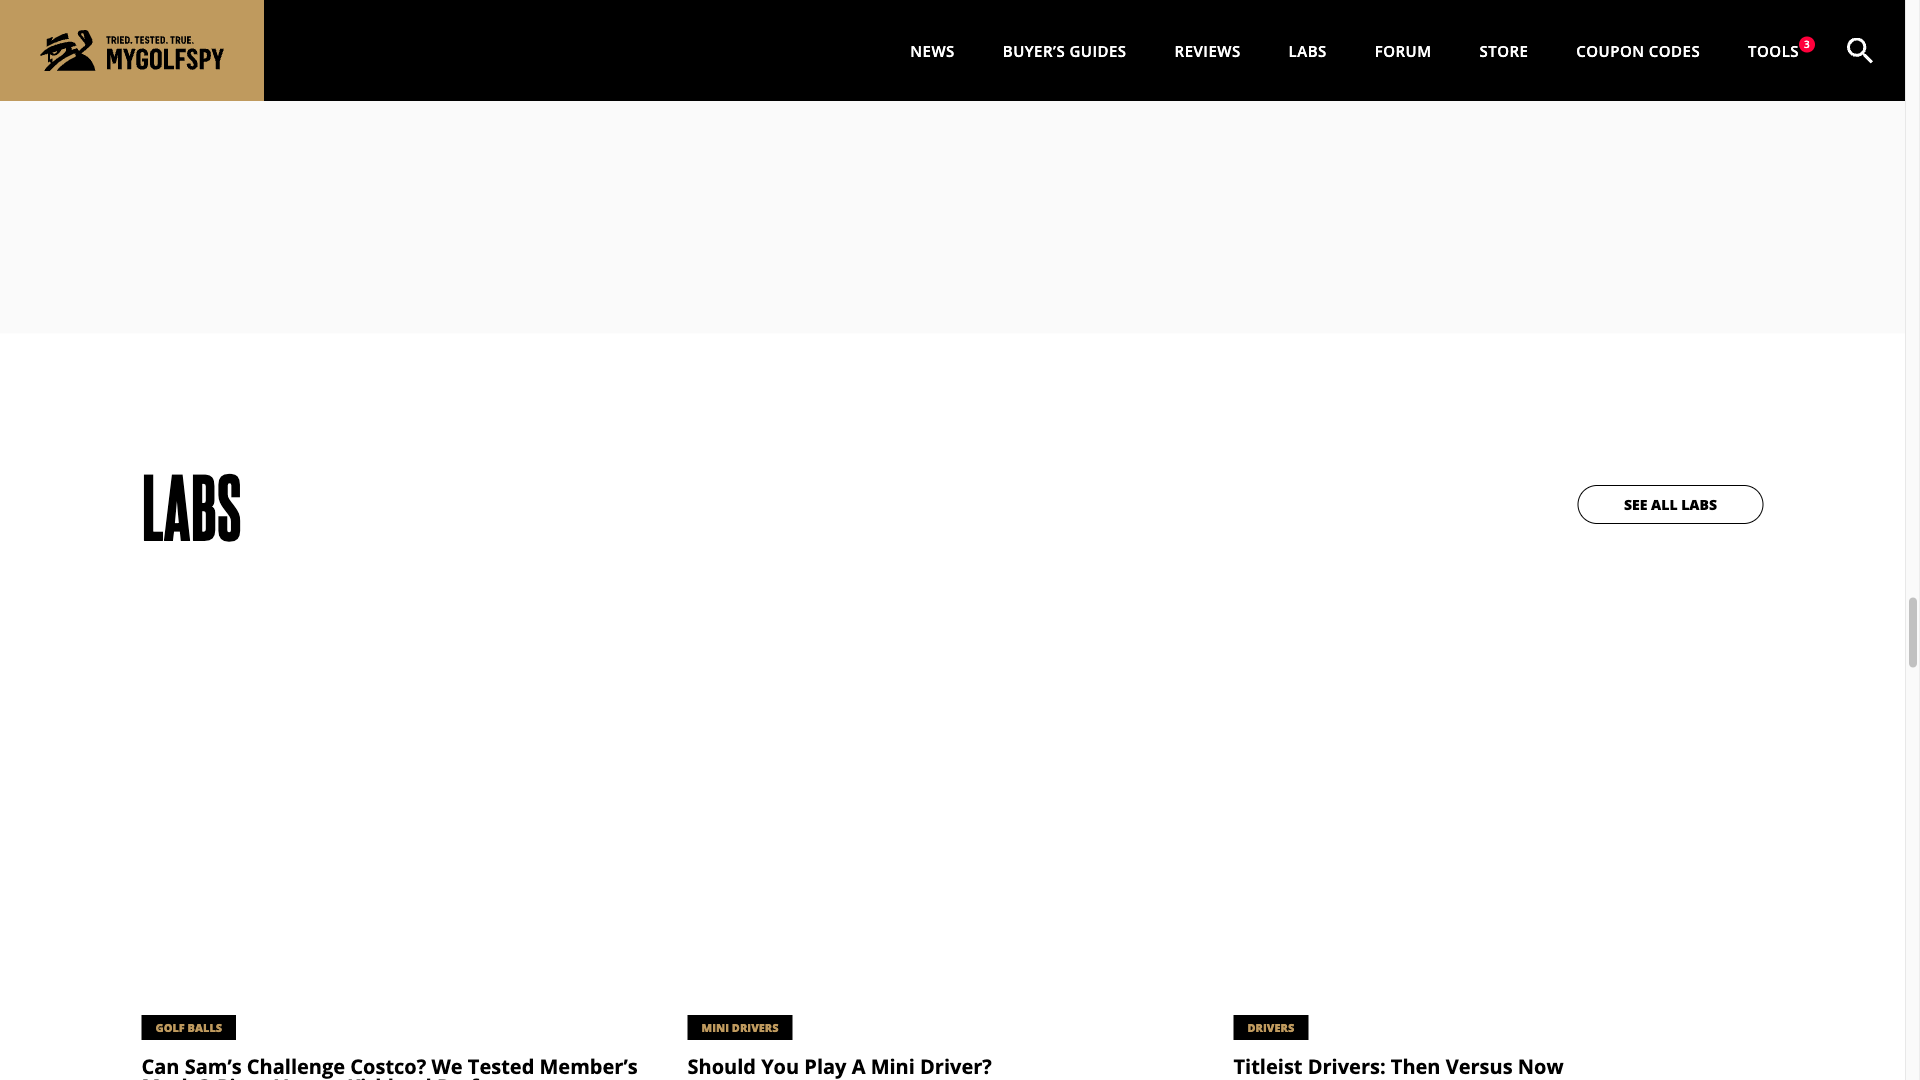 TRIED. TESTED. TRUE.
MYGOLFSPY
NEWS
BUYER'S GUIDES
REVIEWS
LABS
FORUM
STORE
COUPON CODES
TOOLS
3
LABS
SEE ALL LABS
GOLF BALLS
Can Sam’s Challenge Costco? We Tested Member’s
MINI DRIVERS
Should You Play A Mini Driver?
DRIVERS
Titleist Drivers: Then Versus Now